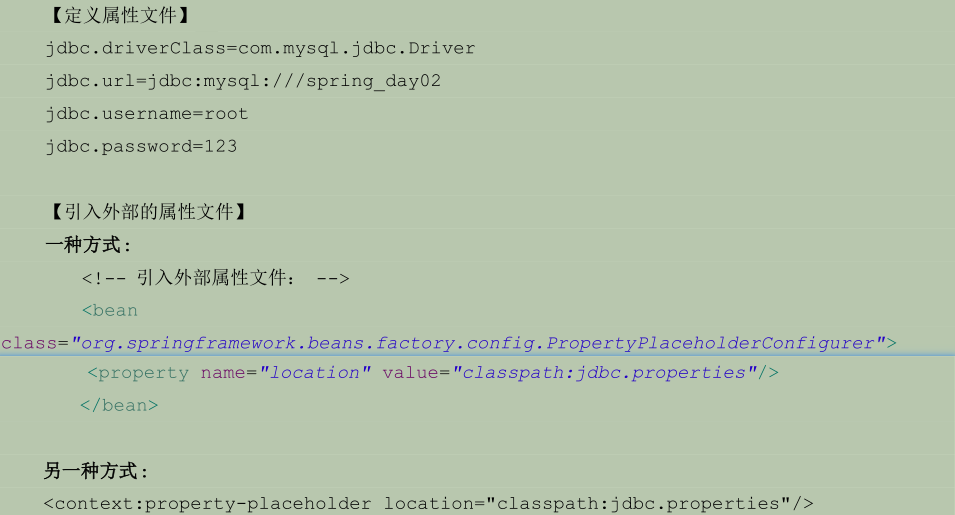 【定义属性文件】
jdbc.driverClass=com.mysql.jdbc.Driver
jdbc.url=jdbc:mysql:///spring_day02
jdbc.username=root
jdbc.password=123
【引入外部的属性文件】
一种方式:
<!-- 引入外部属性文件: -->
<bean
class="org.springframework.beans.factory.config.PropertyPlaceholderConfigurer">
<property name="location" value="classpath:jdbc.properties"/>
</bean>
另一种方式:
<context:property-placeholder location="classpath:jdbc.properties"/>